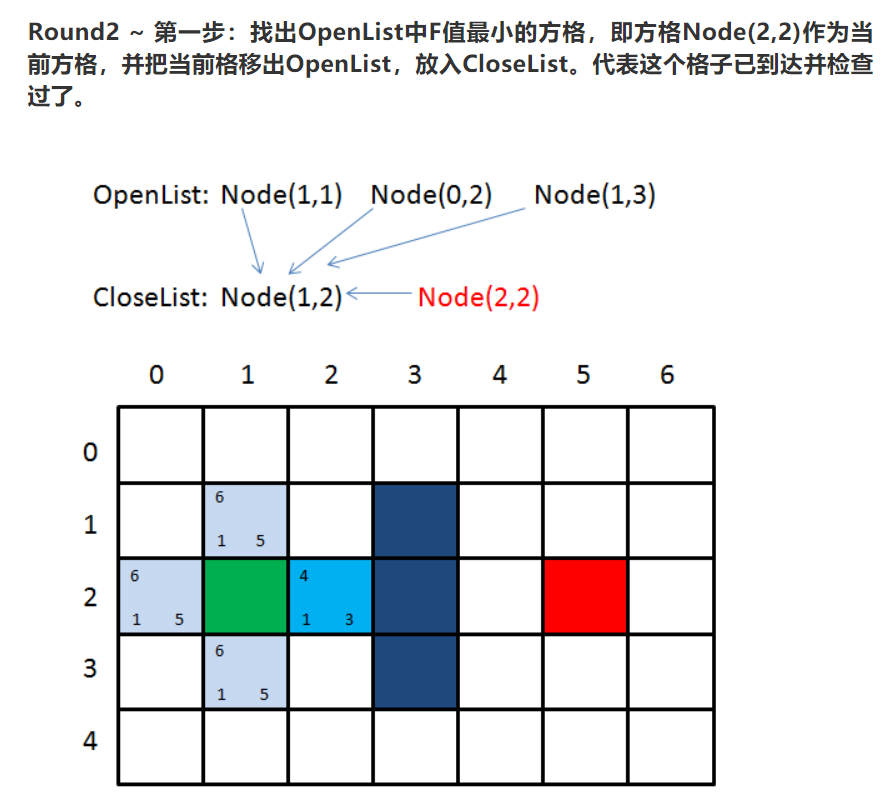 Round2 ~ 第一步：找出OpenList中F值最小的方格，即方格Node(2,2)作为当
前方格，并把当前格移出OpenList，放入CloseList。代表这个格子已到达并检查
过了。
OpenList: Node(1,1) Node(0,2) Node(1,3)
CloseList: Node(1,2) Node(2,2)
0 1 2 3 4 5 6
0
6
1
1 5
6 4
2
1 5 1 3
6
3
1 5
4